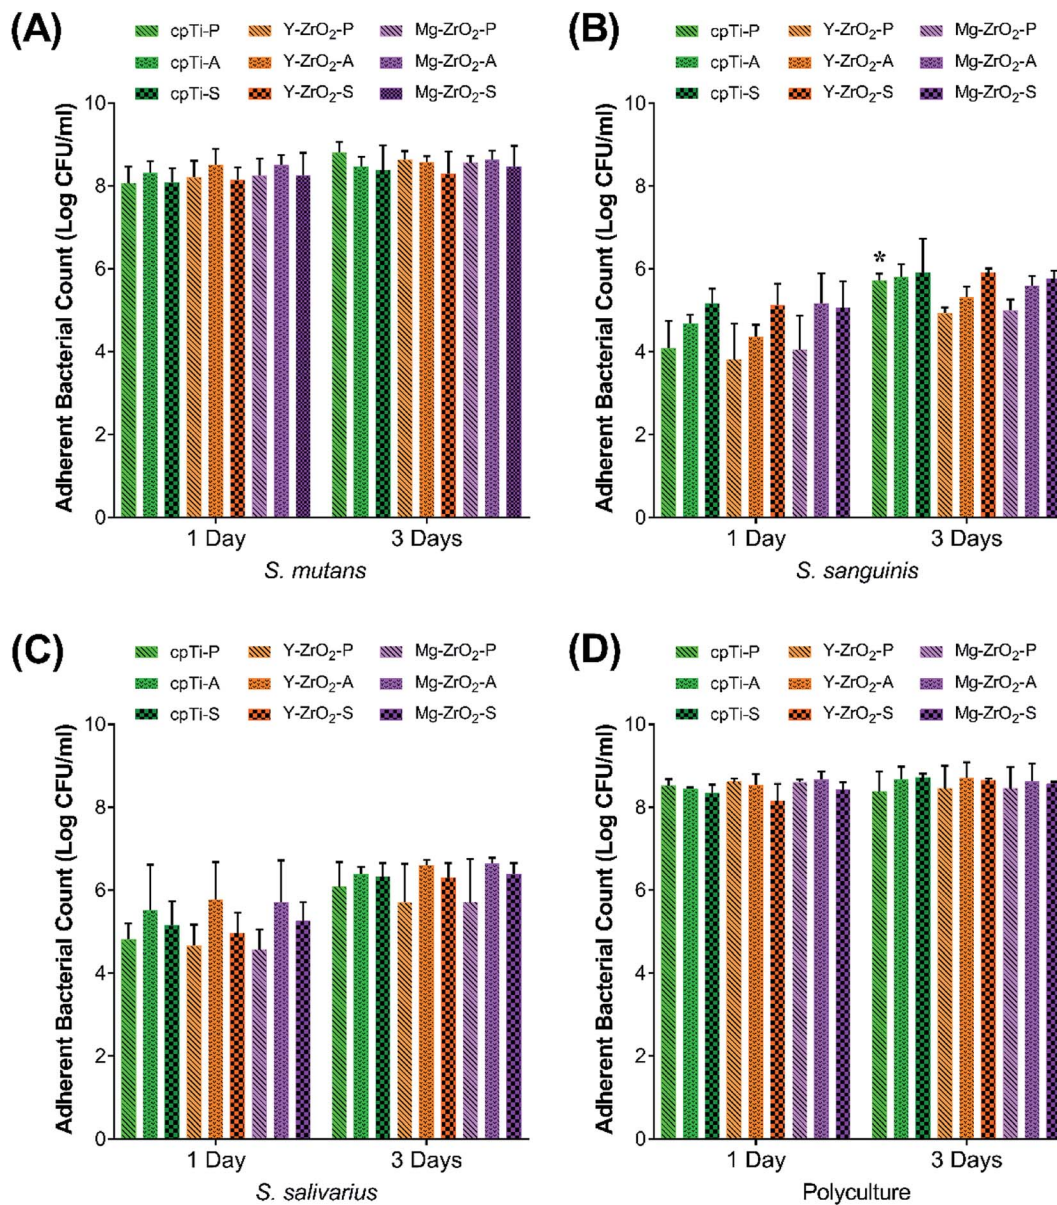 (A)
cpTi-P Y-ZrO₂-P Mg-ZrO₂-P
cpTi-A Y-ZrO₂-A Mg-ZrO₂-A
cpTi-S Y-ZrO₂-S Mg-ZrO₂-S
Adherent Bacterial Count (Log CFU/ml)
10
8
6
4
2
0
1 Day 3 Days
S. mutans
(B)
cpTi-P Y-ZrO₂-P Mg-ZrO₂-P
cpTi-A Y-ZrO₂-A Mg-ZrO₂-A
cpTi-S Y-ZrO₂-S Mg-ZrO₂-S
Adherent Bacterial Count (Log CFU/ml)
10
8
6
4
2
0
*
1 Day 3 Days
S. sanguinis
(C)
cpTi-P Y-ZrO₂-P Mg-ZrO₂-P
cpTi-A Y-ZrO₂-A Mg-ZrO₂-A
cpTi-S Y-ZrO₂-S Mg-ZrO₂-S
Adherent Bacterial Count (Log CFU/ml)
10
8
6
4
2
0
1 Day 3 Days
S. salivarius
(D)
cpTi-P Y-ZrO₂-P Mg-ZrO₂-P
cpTi-A Y-ZrO₂-A Mg-ZrO₂-A
cpTi-S Y-ZrO₂-S Mg-ZrO₂-S
Adherent Bacterial Count (Log CFU/ml)
10
8
6
4
2
0
1 Day 3 Days
Polyculture